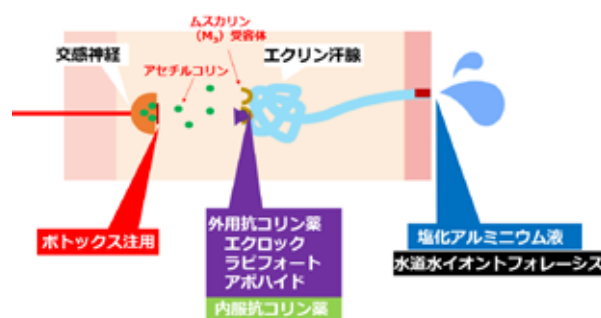 ムスカリン
（M₃）受容体
交感神経
アセチルコリン
エクリン汗腺
ボトックス注用
外用抗コリン薬
エクロック
ラピフォート
アポハイド
内服抗コリン薬
塩化アルミニウム液
水道水イオントフォレーシス